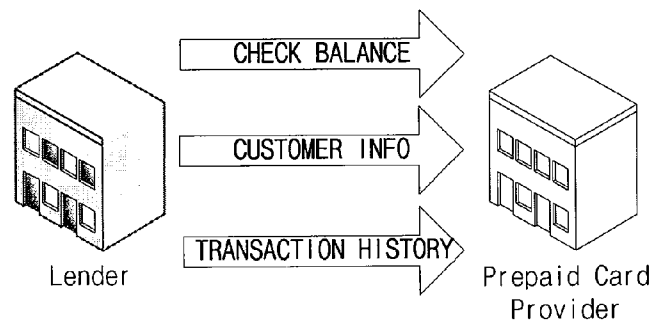 CHECK BALANCE
CUSTOMER INFO
TRANSACTION HISTORY
Lender
Prepaid Card
Provider